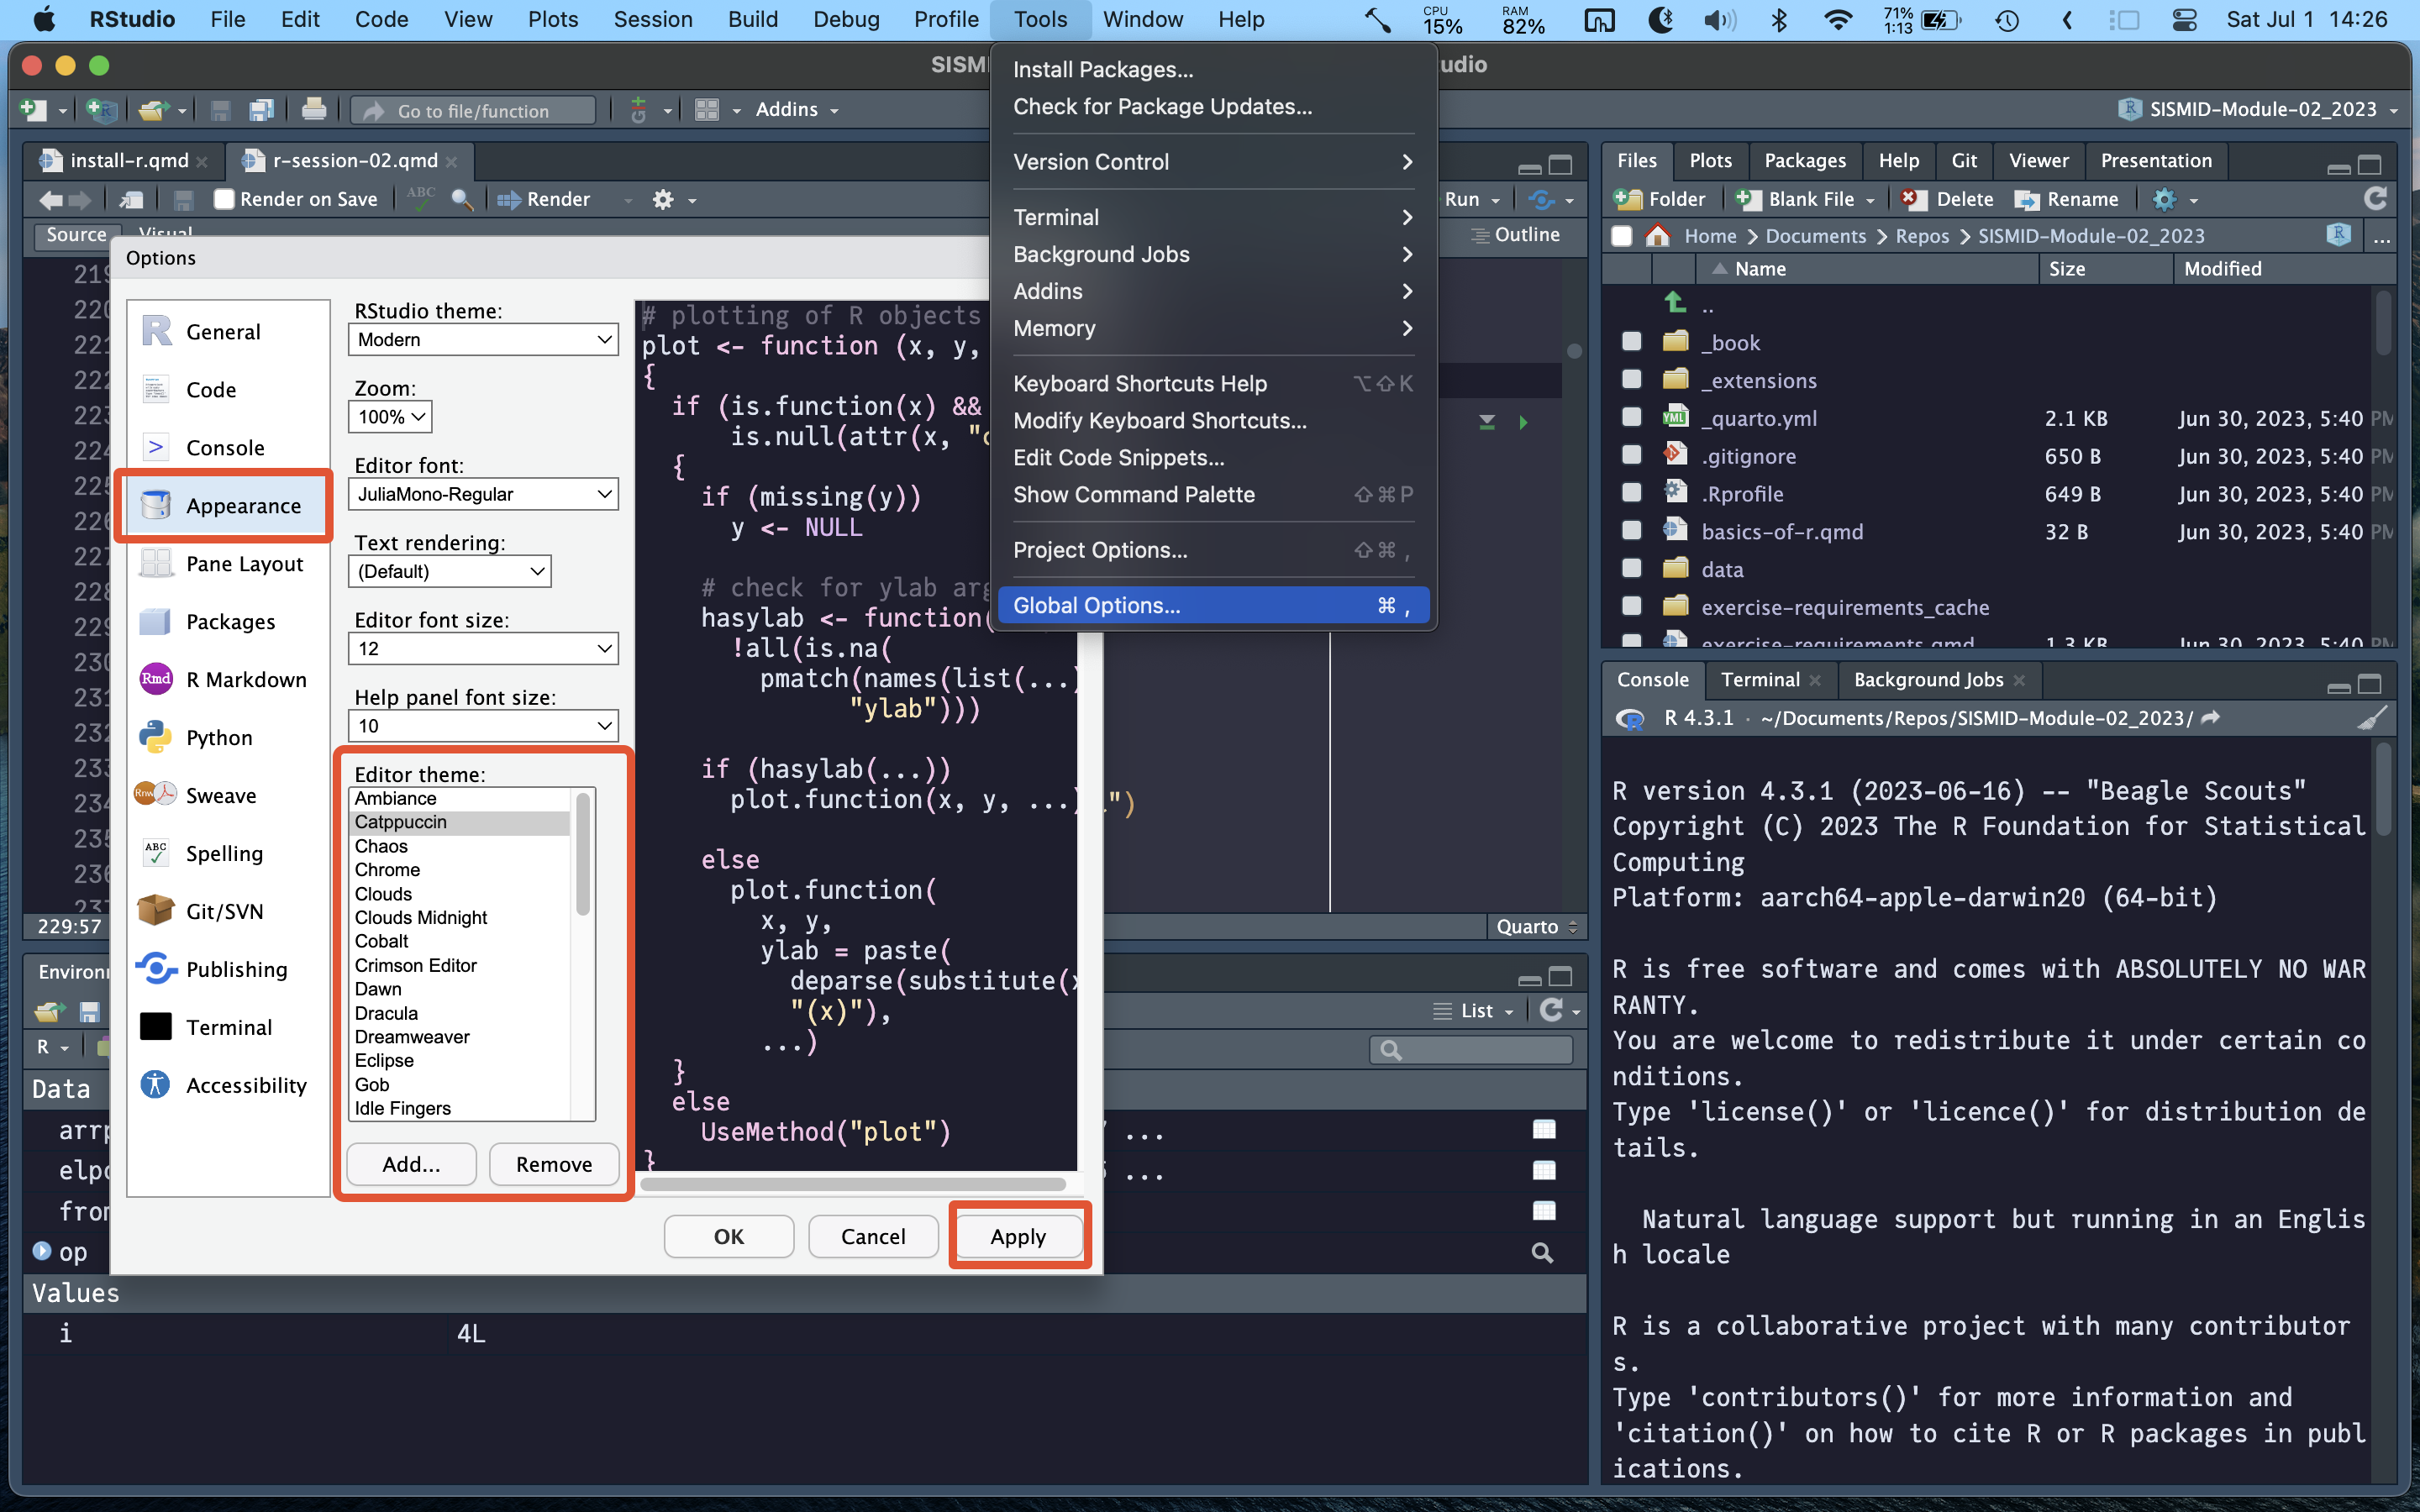 RStudio File Edit Code View Plots Session Build Debug Profile Tools Window Help CPU 15% RAM 82% 71% 1:13 Sat Jul 1 14:26
SISMI
udio
Go to file/function
Addins
SISMID-Module-02_2023
install-r.qmd
r-session-02.qmd
Render on Save
ABC
Render
Run
Source
Visual
Outline
219
220
221
222
223
224
225
226
227
228
229
230
231
232
233
234
235
236
237
229:57
Quarto
Install Packages...
Check for Package Updates...
Version Control
Terminal
Background Jobs
Addins
Memory
Keyboard Shortcuts Help ⌥⇧K
Modify Keyboard Shortcuts...
Edit Code Snippets...
Show Command Palette ⇧⌘P
Project Options... ⇧⌘,
Global Options... ⌘,
Options
General
Code
Console
Appearance
Pane Layout
Packages
Rmd R Markdown
Python
Rnw Sweave
ABC Spelling
Git/SVN
Publishing
Terminal
Accessibility
RStudio theme:
Modern
Zoom:
100%
Editor font:
JuliaMono-Regular
Text rendering:
(Default)
Editor font size:
12
Help panel font size:
10
Editor theme:
Ambiance
Catppuccin
Chaos
Chrome
Clouds
Clouds Midnight
Cobalt
Crimson Editor
Dawn
Dracula
Dreamweaver
Eclipse
Gob
Idle Fingers
Add...
Remove
# plotting of R objects
plot <- function (x, y,
{
if (is.function(x) &&
is.null(attr(x, "c
{
if (missing(y))
y <- NULL
# check for ylab arg
hasylab <- function(
!all(is.na(
pmatch(names(list(...)
"ylab")))
if (hasylab(...))
plot.function(x, y, ...)
")
else
plot.function(
x, y,
ylab = paste(
deparse(substitute(x
"(x)"),
...)
}
else
UseMethod("plot")
}
OK
Cancel
Apply
Environ
List
R
Data
arrp
...
elpo
...
from
op
Values
i 4L
Files Plots Packages Help Git Viewer Presentation
Folder Blank File Delete Rename
Home Documents Repos SISMID-Module-02_2023 ...
Name Size Modified
..
_book
_extensions
YML _quarto.yml 2.1 KB Jun 30, 2023, 5:40 PM
.gitignore 650 B Jun 30, 2023, 5:40 PM
.Rprofile 649 B Jun 30, 2023, 5:40 PM
basics-of-r.qmd 32 B Jun 30, 2023, 5:40 PM
data
exercise-requirements_cache
exercise-requirements.qmd 1.3 KB Jun 30, 2023, 5:40 PM
Console Terminal Background Jobs
R 4.3.1 · ~/Documents/Repos/SISMID-Module-02_2023/
R version 4.3.1 (2023-06-16) -- "Beagle Scouts"
Copyright (C) 2023 The R Foundation for Statistical
Computing
Platform: aarch64-apple-darwin20 (64-bit)
R is free software and comes with ABSOLUTELY NO WAR
RANTY.
You are welcome to redistribute it under certain co
nditions.
Type 'license()' or 'licence()' for distribution de
tails.
Natural language support but running in an Englis
h locale
R is a collaborative project with many contributor
s.
Type 'contributors()' for more information and
'citation()' on how to cite R or R packages in publ
ications.